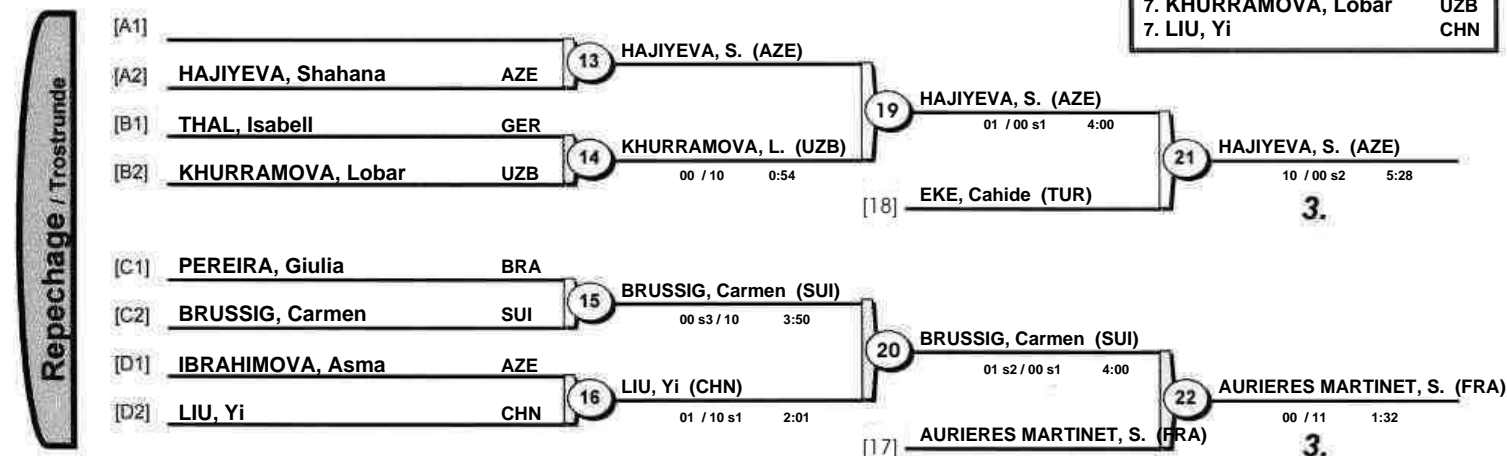 7. KHURRAMOVA, Lobar UZB
7. LIU, Yi CHN
Repechage / Trostrunde
[A1]
[A2] HAJIYEVA, Shahana AZE
13 HAJIYEVA, S. (AZE)
[B1] THAL, Isabell GER
[B2] KHURRAMOVA, Lobar UZB
14 KHURRAMOVA, L. (UZB)
00 / 10 0:54
19 HAJIYEVA, S. (AZE)
01 / 00 s1 4:00
[18] EKE, Cahide (TUR)
21 HAJIYEVA, S. (AZE)
10 / 00 s2 5:28
3.
[C1] PEREIRA, Giulia BRA
[C2] BRUSSIG, Carmen SUI
15 BRUSSIG, Carmen (SUI)
00 s3 / 10 3:50
[D1] IBRAHIMOVA, Asma AZE
[D2] LIU, Yi CHN
16 LIU, Yi (CHN)
01 / 10 s1 2:01
20 BRUSSIG, Carmen (SUI)
01 s2 / 00 s1 4:00
[17] AURIERES MARTINET, S. (FRA)
22 AURIERES MARTINET, S. (FRA)
00 / 11 1:32
3.